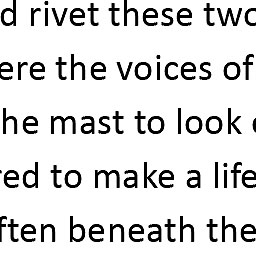 d rivet these two
ere the voices of
he mast to look
red to make a life
ften beneath the